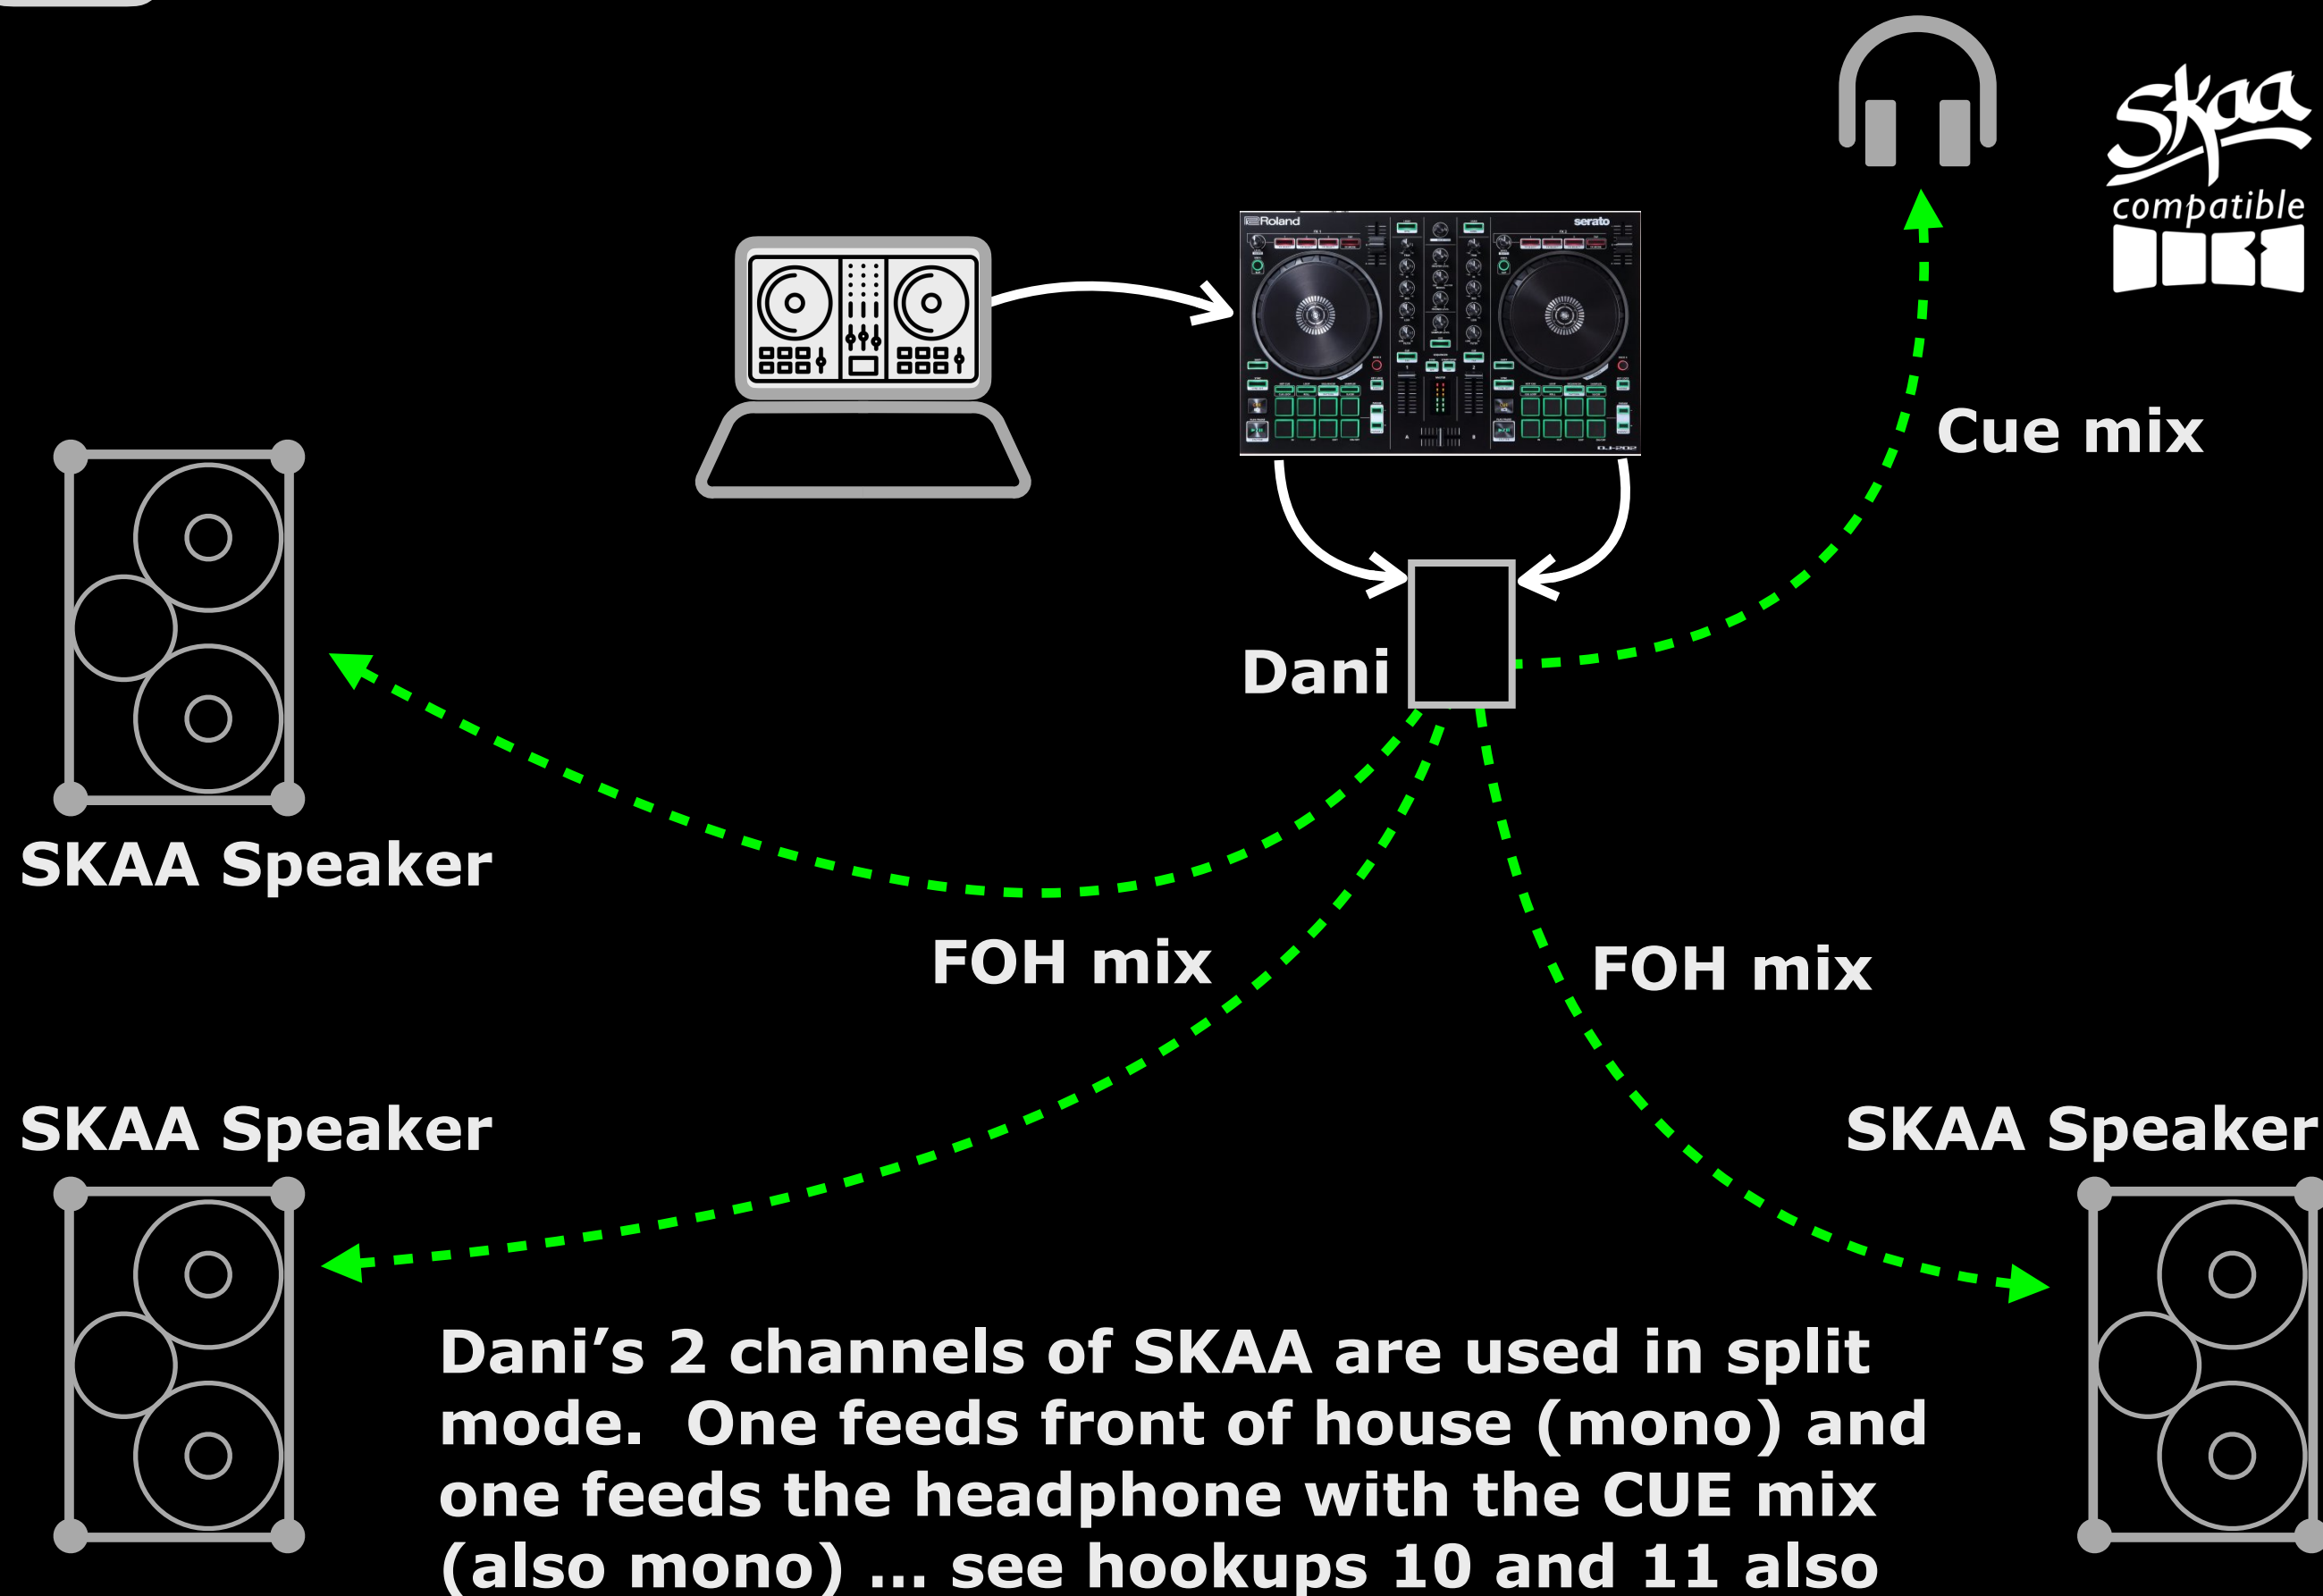 Skaa
compatible
Roland
serato
DJ-202
Cue mix
Dani
SKAA Speaker
FOH mix
FOH mix
SKAA Speaker
SKAA Speaker
Dani’s 2 channels of SKAA are used in split
mode.  One feeds front of house (mono) and
one feeds the headphone with the CUE mix
(also mono) ... see hookups 10 and 11 also